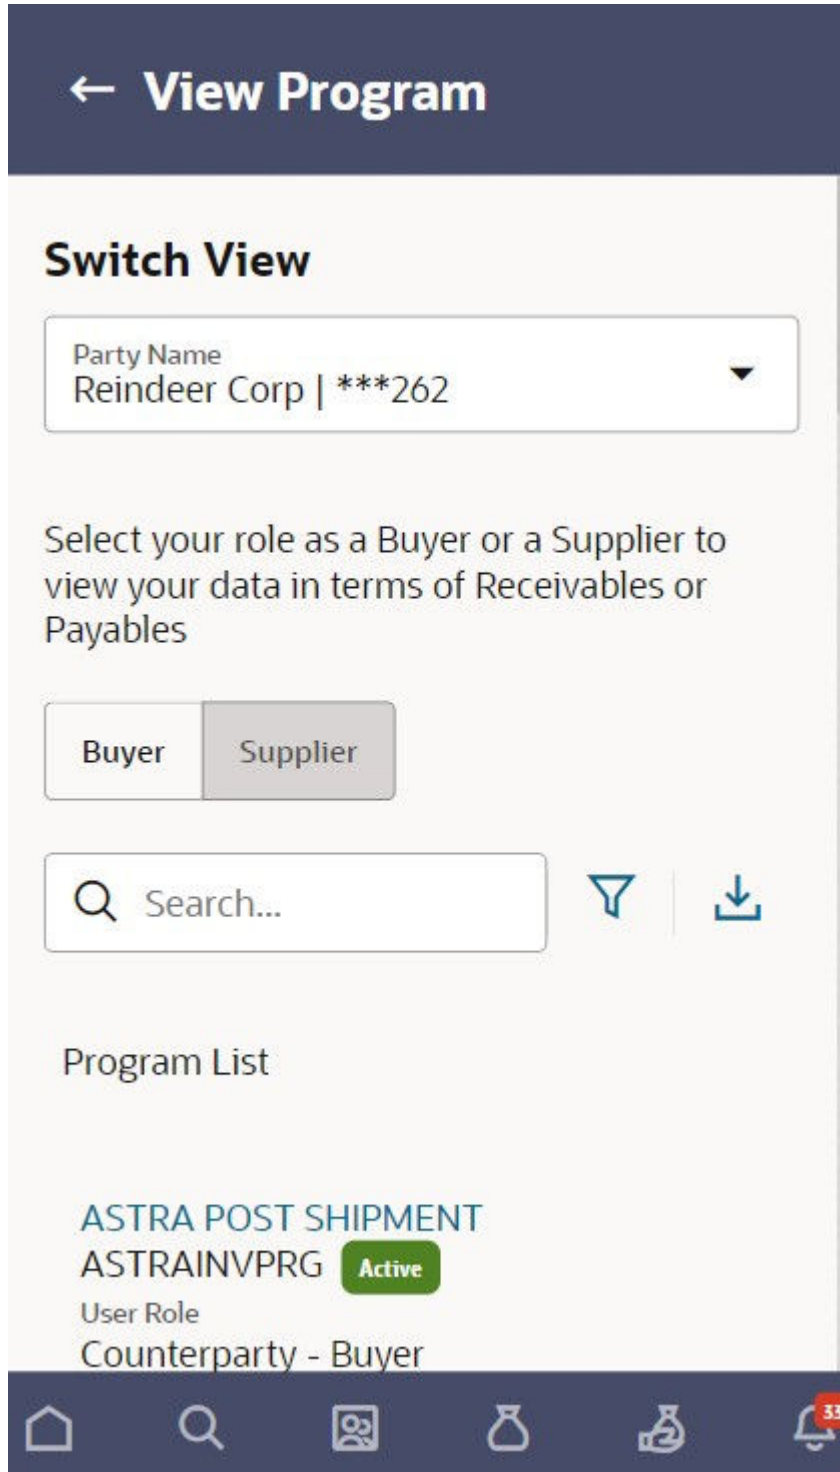 ← View Program
Switch View
Party Name
Reindeer Corp | ***262
Select your role as a Buyer or a Supplier to
view your data in terms of Receivables or
Payables
Buyer Supplier
Search...
Program List
ASTRA POST SHIPMENT
ASTRAINVPRG Active
User Role
Counterparty - Buyer
33